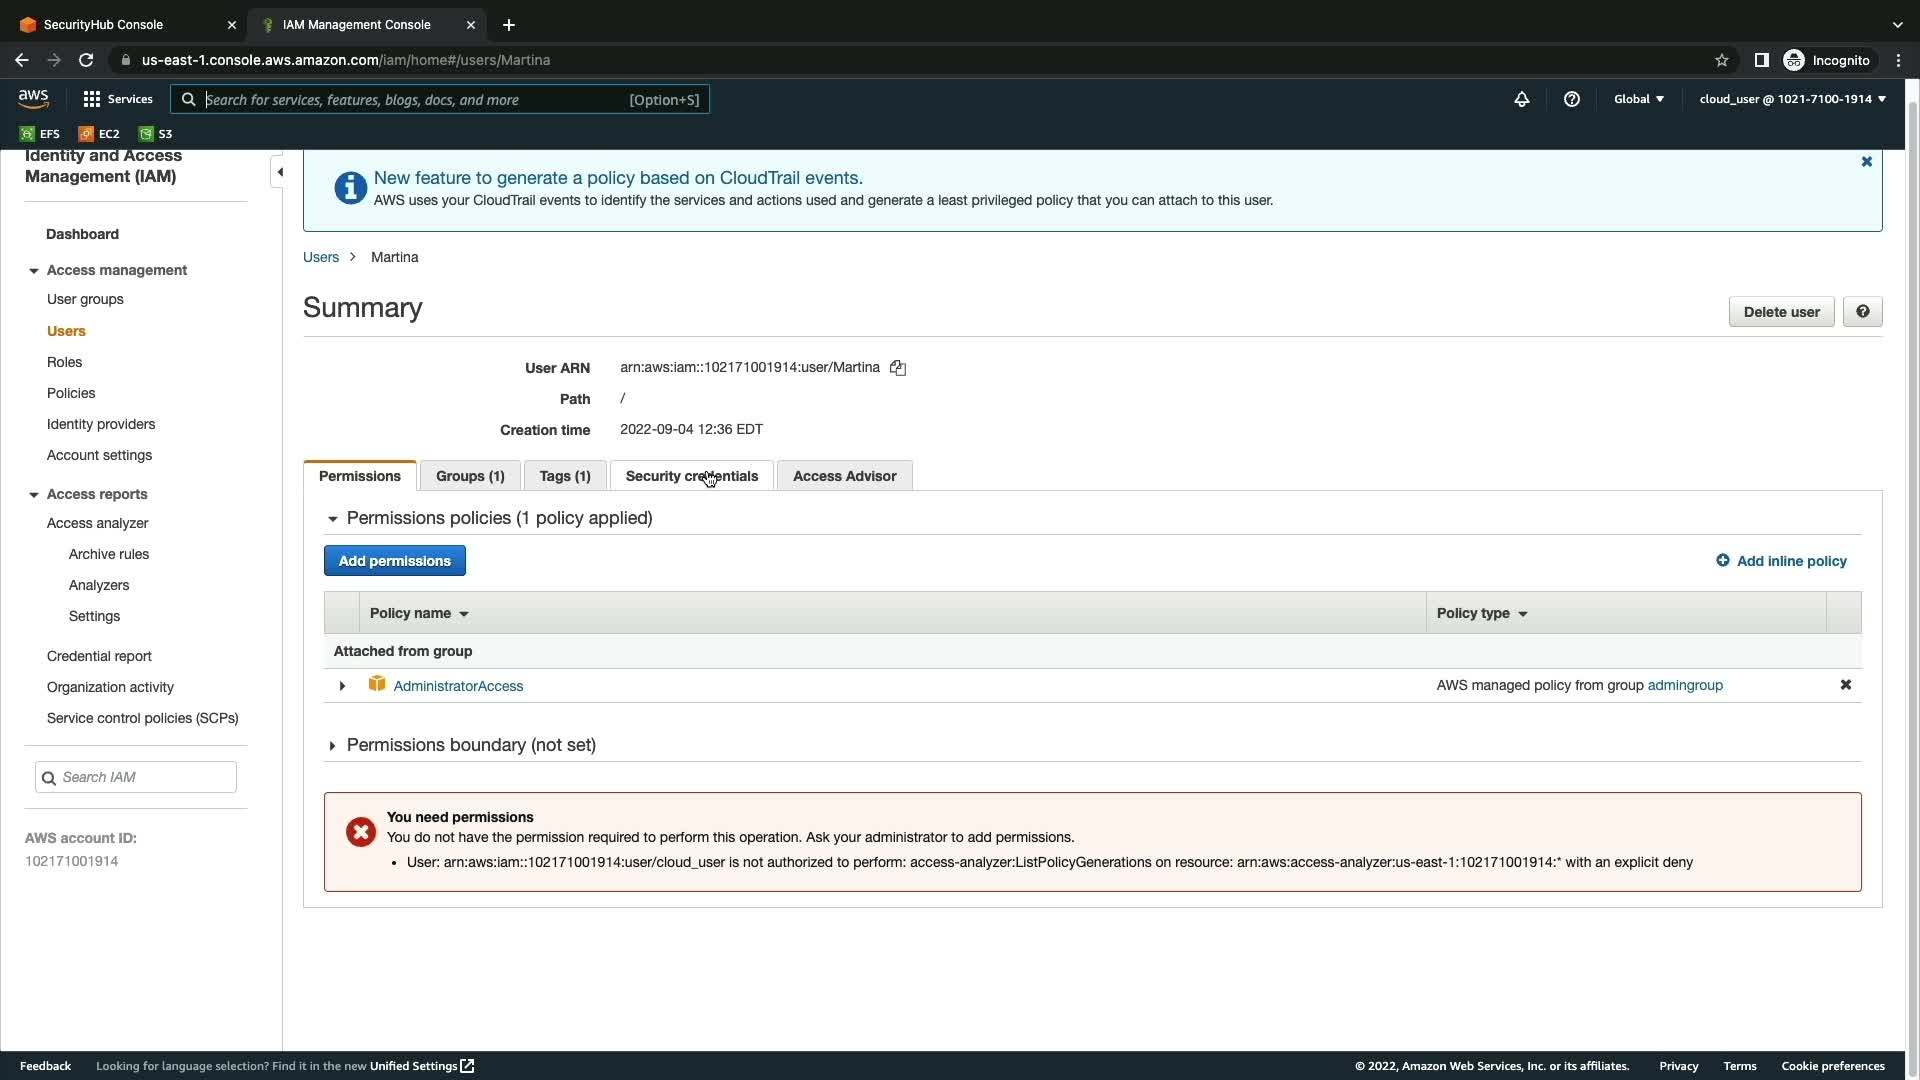 SecurityHub Console
IAM Management Console
us-east-1.console.aws.amazon.com/iam/home#/users/Martina
Incognito
aws
Services
Search for services, features, blogs, docs, and more
[Option+S]
Global
cloud_user @ 1021-7100-1914
EFS
EC2
S3
Identity and Access
Management (IAM)
Dashboard
Access management
User groups
Users
Roles
Policies
Identity providers
Account settings
Access reports
Access analyzer
Archive rules
Analyzers
Settings
Credential report
Organization activity
Service control policies (SCPs)
Search IAM
AWS account ID:
102171001914
New feature to generate a policy based on CloudTrail events.
AWS uses your CloudTrail events to identify the services and actions used and generate a least privileged policy that you can attach to this user.
Users > Martina
Summary
Delete user
User ARN arn:aws:iam::102171001914:user/Martina
Path /
Creation time 2022-09-04 12:36 EDT
Permissions
Groups (1)
Tags (1)
Security credentials
Access Advisor
Permissions policies (1 policy applied)
Add permissions
Add inline policy
Policy name
Policy type
Attached from group
AdministratorAccess
AWS managed policy from group admingroup
Permissions boundary (not set)
You need permissions
You do not have the permission required to perform this operation. Ask your administrator to add permissions.
• User: arn:aws:iam::102171001914:user/cloud_user is not authorized to perform: access-analyzer:ListPolicyGenerations on resource: arn:aws:access-analyzer:us-east-1:102171001914:* with an explicit deny
Feedback
Looking for language selection? Find it in the new Unified Settings
© 2022, Amazon Web Services, Inc. or its affiliates.
Privacy
Terms
Cookie preferences